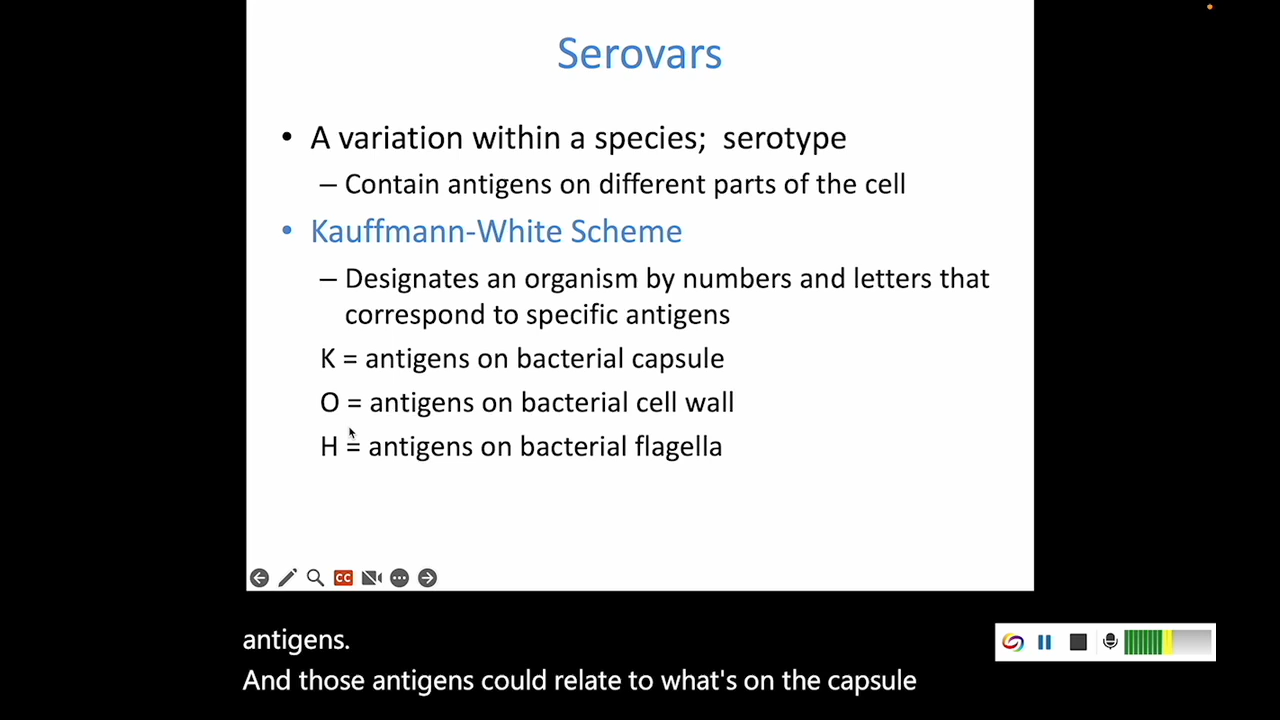 Serovars
• A variation within a species; serotype
– Contain antigens on different parts of the cell
• Kauffmann-White Scheme
– Designates an organism by numbers and letters that
correspond to specific antigens
K = antigens on bacterial capsule
O = antigens on bacterial cell wall
H = antigens on bacterial flagella
CC
antigens.
And those antigens could relate to what's on the capsule